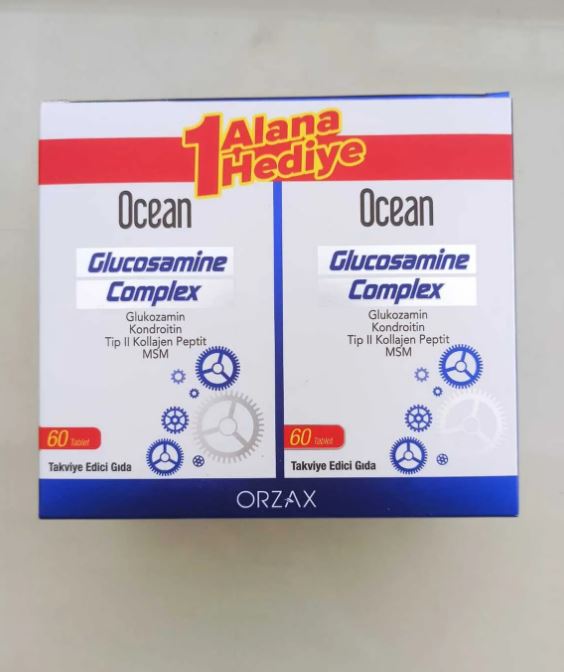 1 Alana
Hediye
Ocean
Glucosamine
Complex
Glukozamin
Kondroitin
Tip II Kollajen Peptit
MSM
60 Tablet
Takviye Edici Gıda
Ocean
Glucosamine
Complex
Glukozamin
Kondroitin
Tip II Kollajen Peptit
MSM
60 Tablet
Takviye Edici Gıda
ORZAX